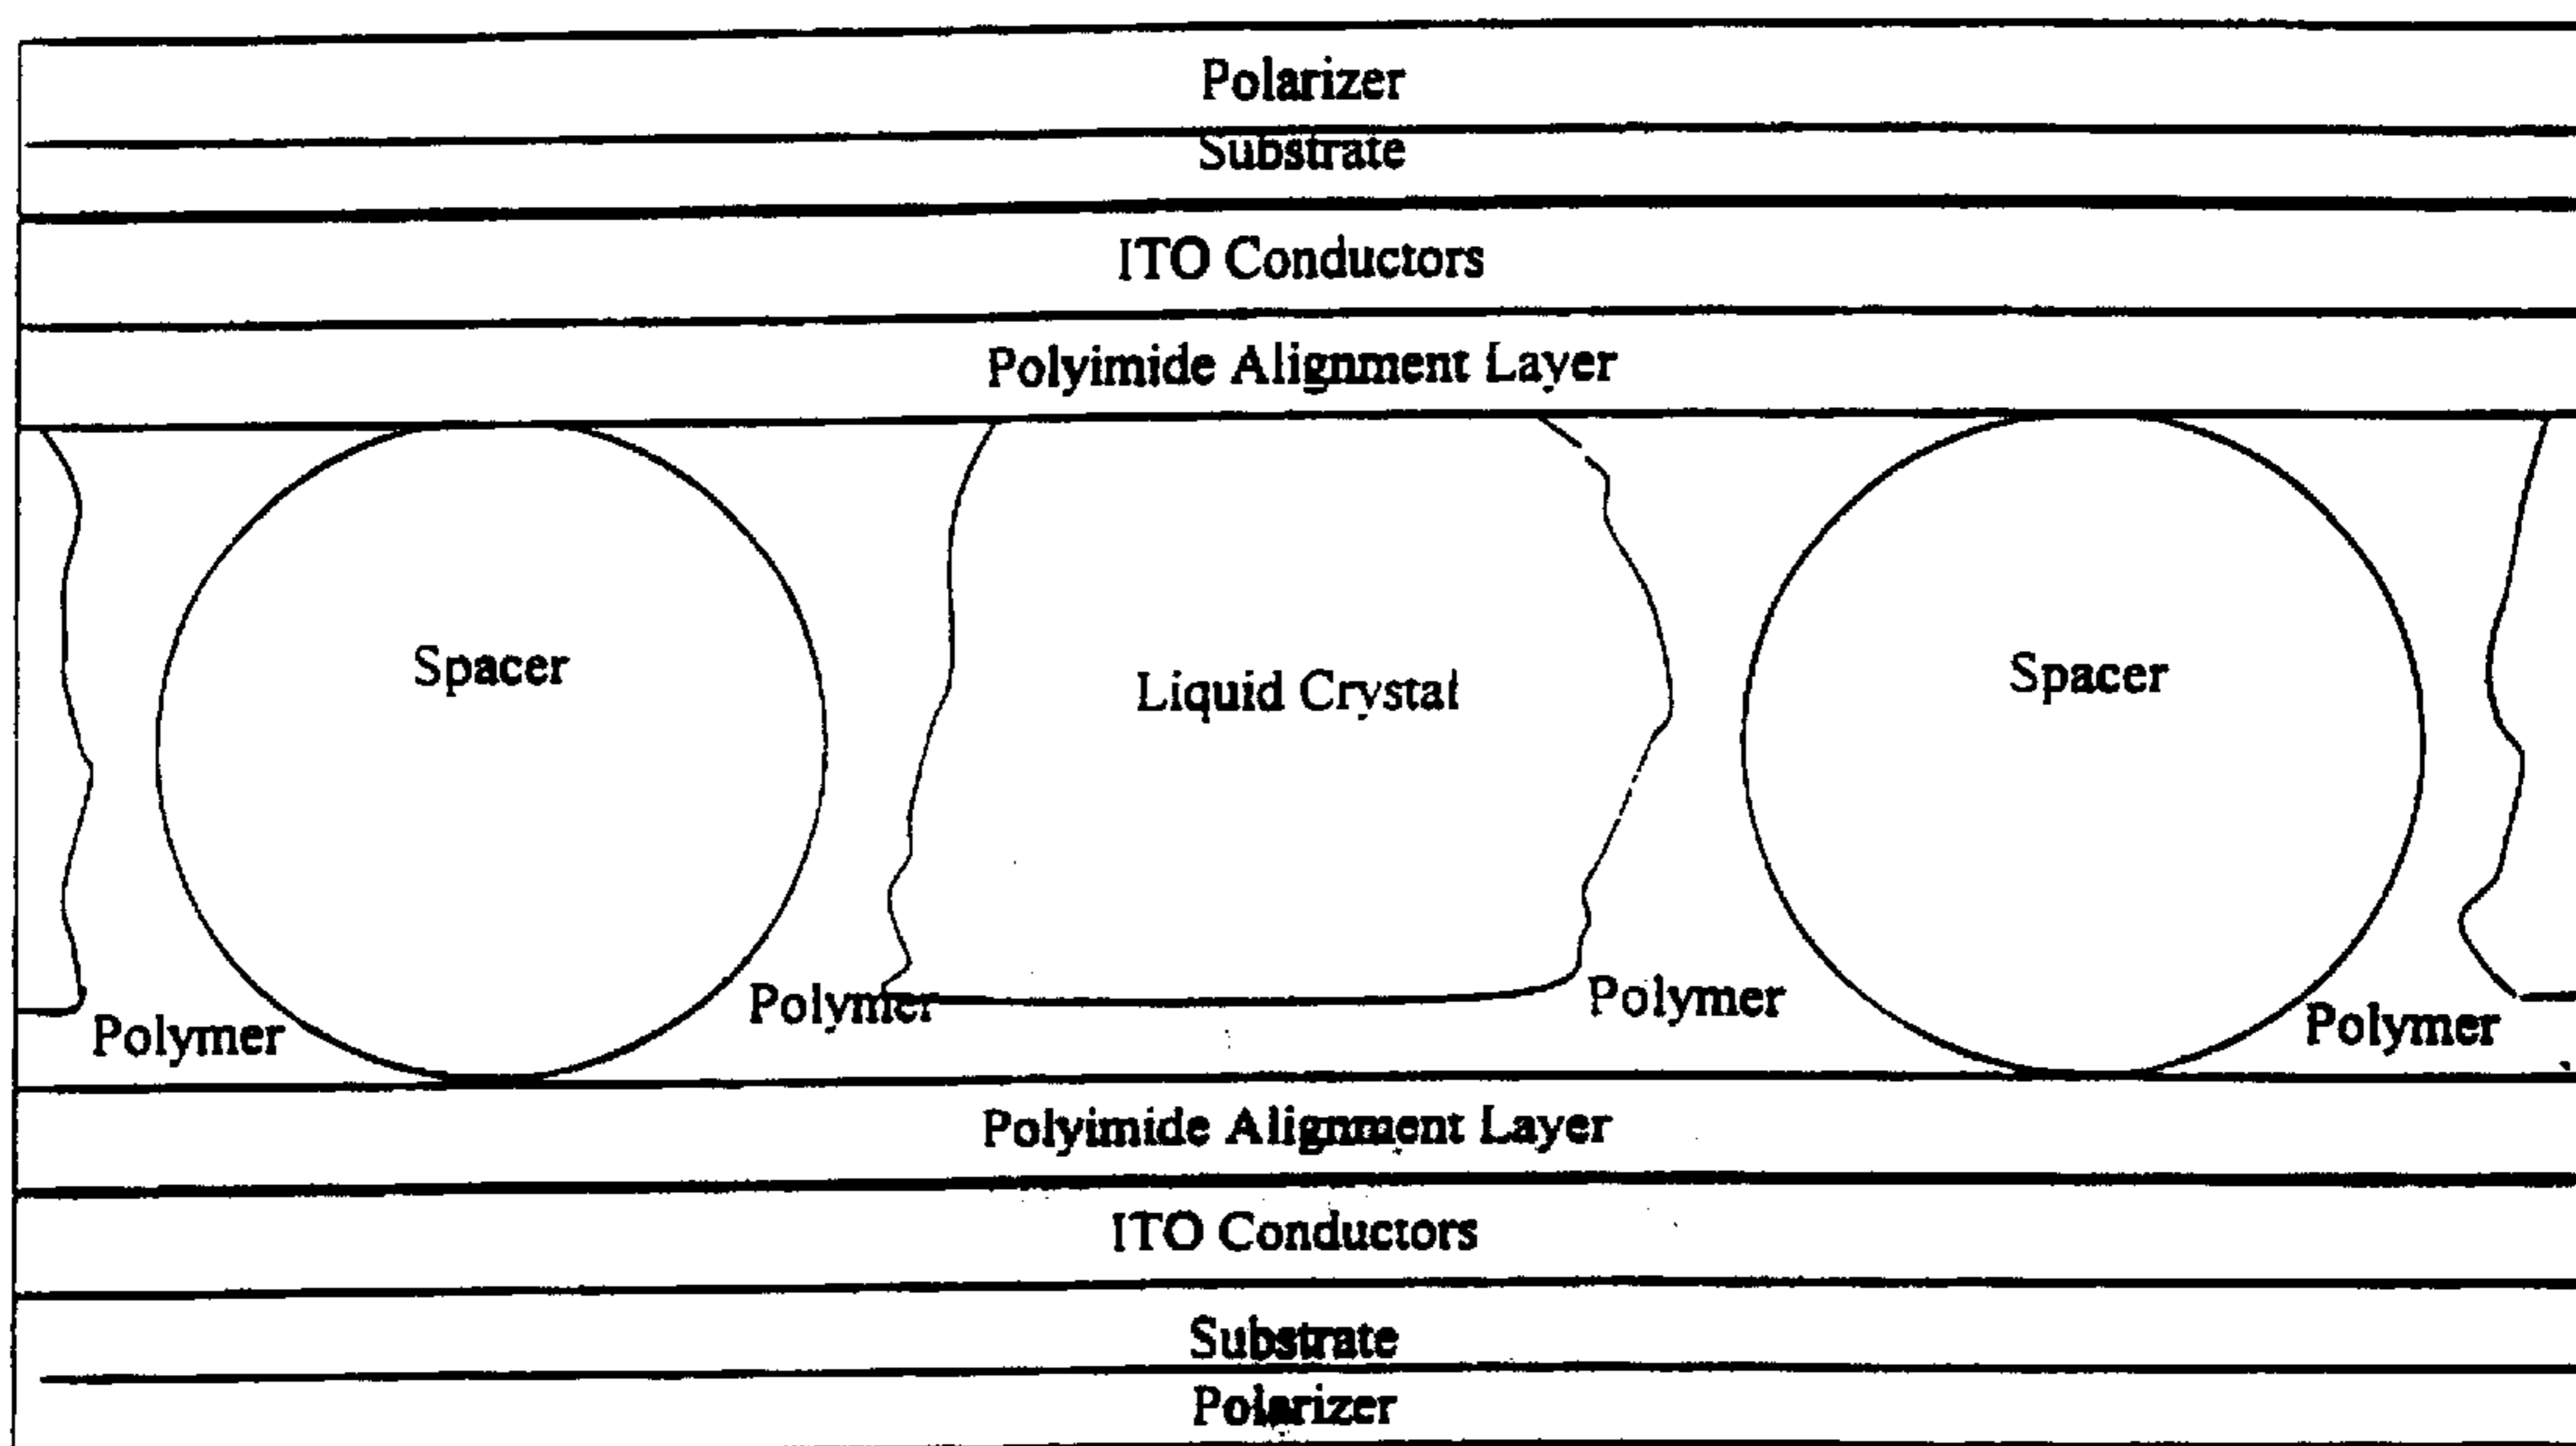 Polarizer
Substrate
ITO Conductors
Polyimide Alignment Layer
Spacer
Liquid Crystal
Spacer
Polymer
Polymer
Polymer
Polymer
Polyimide Alignment Layer
ITO Conductors
Substrate
Polarizer